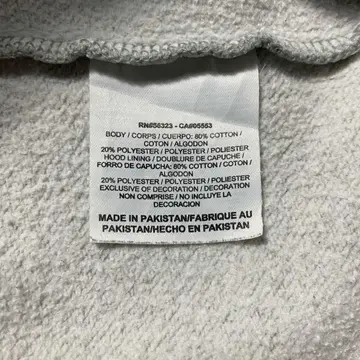 RN#56323 - CA#05553
BODY / CORPS / CUERPO: 80% COTTON /
COTON / ALGODON
20% POLYESTER / POLYESTER / POLIESTER
HOOD LINING / DOUBLURE DE CAPUCHE /
FORRO DE CAPUCHA: 80% COTTON / COTON /
ALGODON
20% POLYESTER / POLYESTER / POLIESTER
EXCLUSIVE OF DECORATION / DECORATION
NON COMPRISE / NO INCLUYE LA
DECORACION
MADE IN PAKISTAN/FABRIQUE AU
PAKISTAN/HECHO EN PAKISTAN